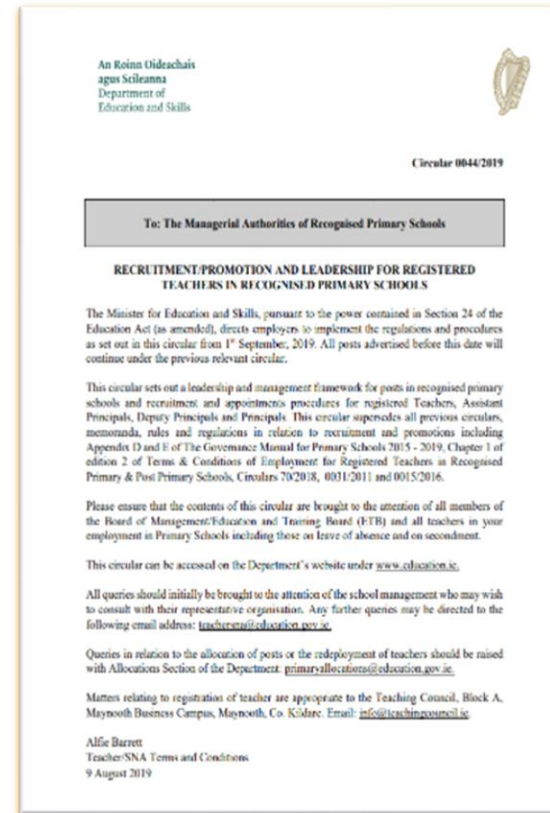 An Roinn Oideachais
agus Scileanna
Department of
Education and Skills
Circular 0044/2019
To: The Managerial Authorities of Recognised Primary Schools
RECRUITMENT/PROMOTION AND LEADERSHIP FOR REGISTERED
TEACHERS IN RECOGNISED PRIMARY SCHOOLS
The Minister for Education and Skills, pursuant to the power contained in Section 24 of the
Education Act (as amended), directs employers to implement the regulations and procedures
as set out in this circular from 1st September, 2019. All posts advertised before this date will
continue under the previous relevant circular.
This circular sets out a leadership and management framework for posts in recognised primary
schools and recruitment and appointments procedures for registered Teachers, Assistant
Principals, Deputy Principals and Principals. This circular supersedes all previous circulars,
memoranda, rules and regulations in relation to recruitment and promotions including
Appendix D and E of The Governance Manual for Primary Schools 2015 - 2019, Chapter 1 of
edition 2 of Terms & Conditions of Employment for Registered Teachers in Recognised
Primary & Post Primary Schools, Circulars 70/2018, 0031/2011 and 0015/2016.
Please ensure that the contents of this circular are brought to the attention of all members of
the Board of Management/Education and Training Board (ETB) and all teachers in your
employment in Primary Schools including those on leave of absence and on secondment.
This circular can be accessed on the Department's website under www.education.ie.
All queries should initially be brought to the attention of the school management who may wish
to consult with their representative organisation. Any further queries may be directed to the
following email address: teachersna@education.gov.ie.
Queries in relation to the allocation of posts or the redeployment of teachers should be raised
with Allocations Section of the Department: primaryallocations@education.gov.ie.
Matters relating to registration of teacher are appropriate to the Teaching Council, Block A,
Maynooth Business Campus, Maynooth, Co. Kildare. Email: info@teachingcouncil.ie.
Alfie Barrett
Teacher/SNA Terms and Conditions
9 August 2019